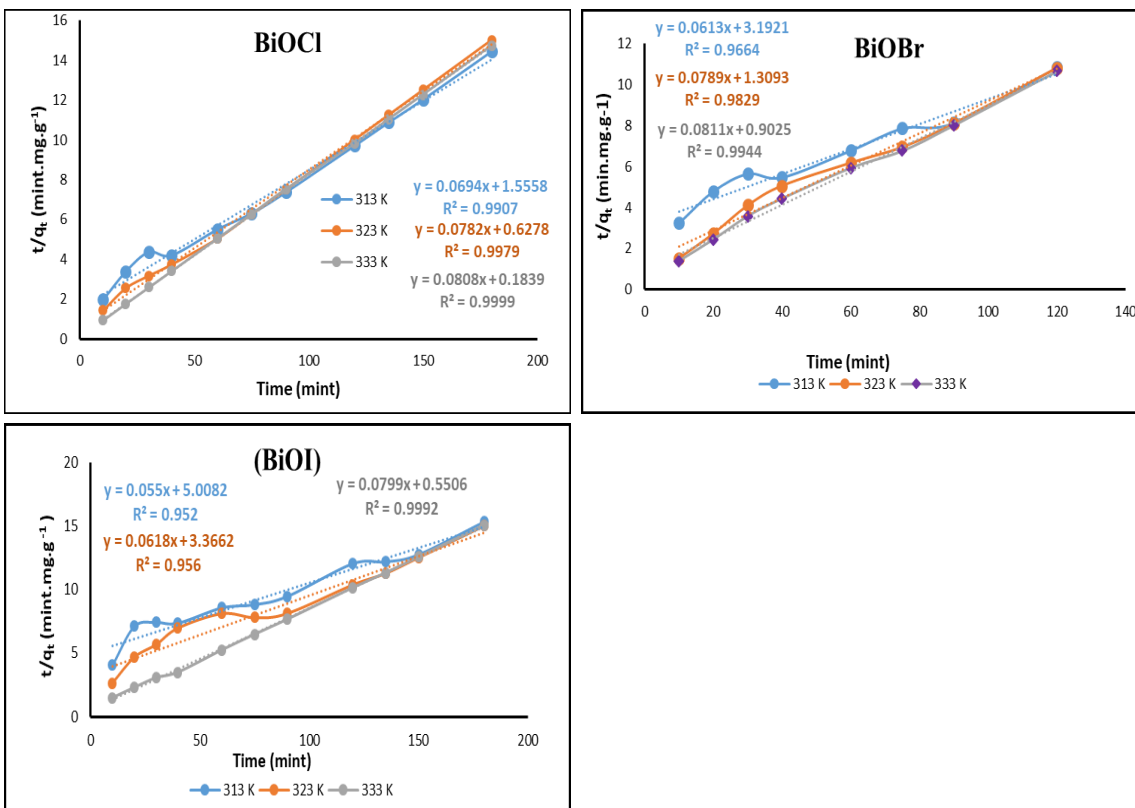 BiOCl
t/qt (mint.mg.g⁻¹)
16
14
12
10
8
6
4
2
0
313 K
323 K
333 K
y = 0.0694x + 1.5558
R² = 0.9907
y = 0.0782x + 0.6278
R² = 0.9979
y = 0.0808x + 0.1839
R² = 0.9999
0 50 100 150 200
Time (mint)
BiOBr
y = 0.0613x + 3.1921
R² = 0.9664
y = 0.0789x + 1.3093
R² = 0.9829
y = 0.0811x + 0.9025
R² = 0.9944
t/qt (min.mg.g-1)
12
10
8
6
4
2
0
0 20 40 60 80 100 120 140
Time (mint)
313 K 323 K 333 K
(BiOI)
y = 0.055x + 5.0082
R² = 0.952
y = 0.0618x + 3.3662
R² = 0.956
y = 0.0799x + 0.5506
R² = 0.9992
t/qt (mint.mg.g⁻¹ )
20
15
10
5
0
0 50 100 150 200
Time (mint)
313 K 323 K 333 K